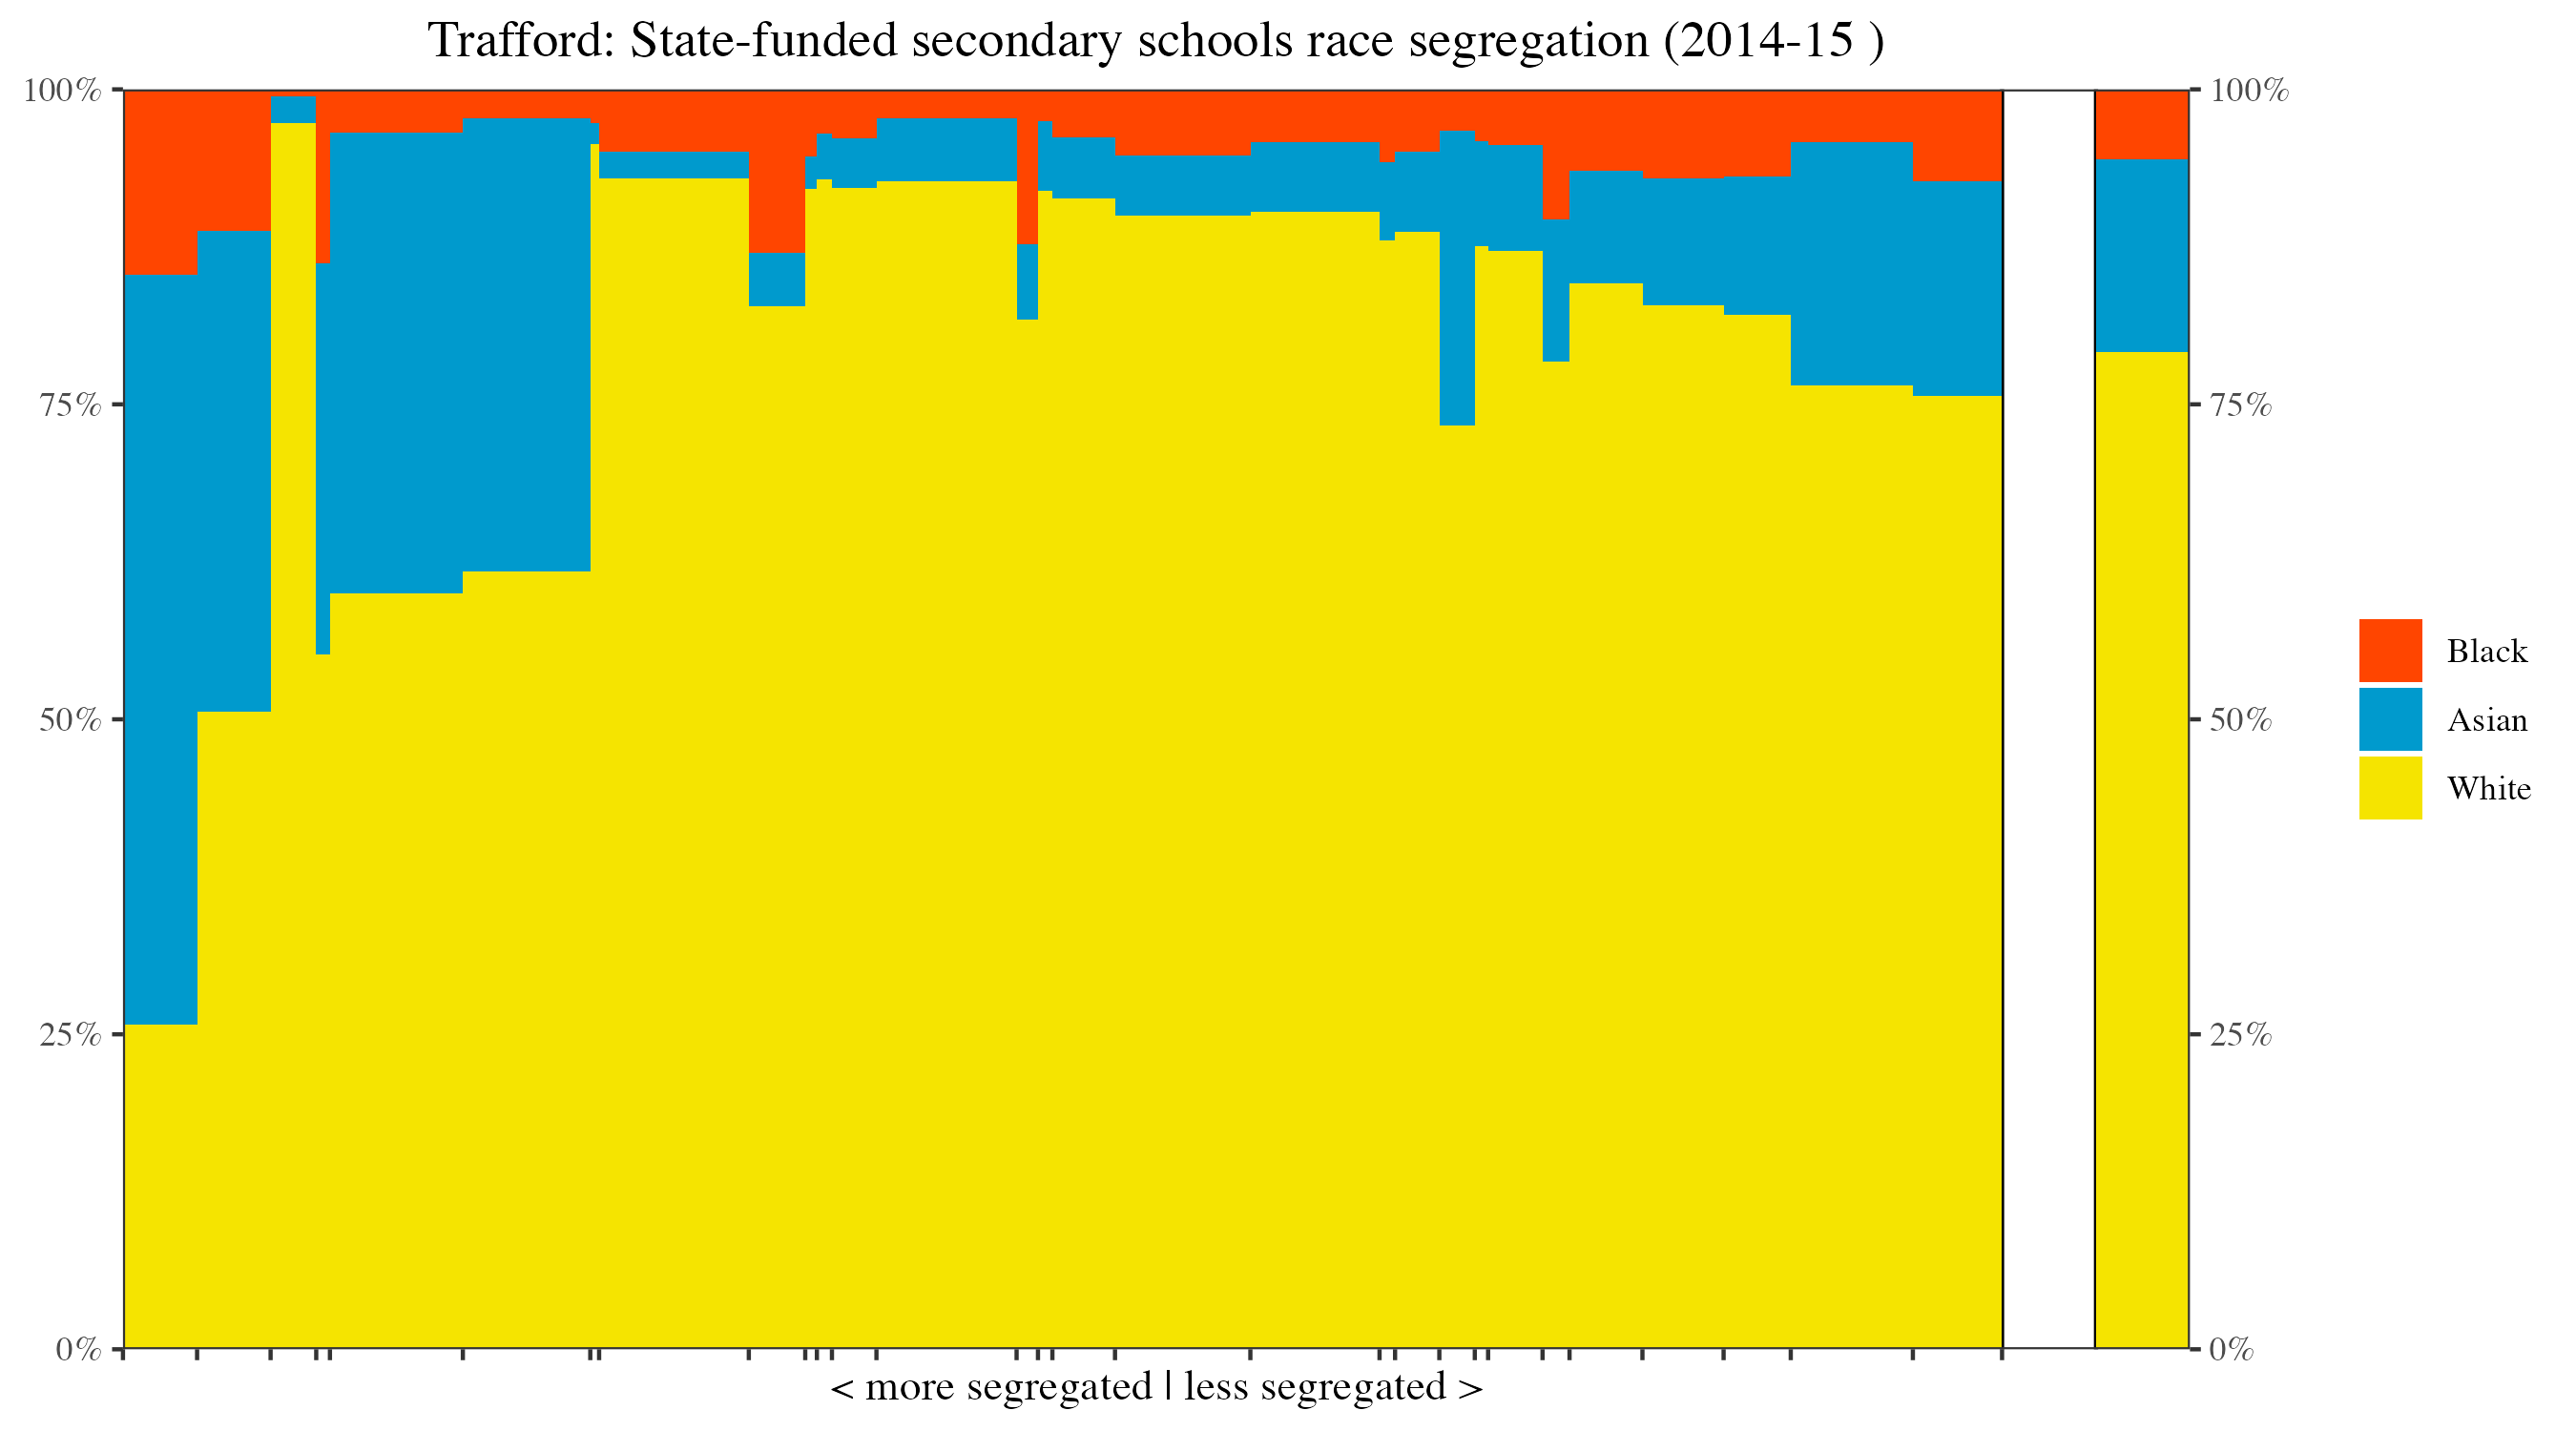 Trafford: State-funded secondary schools race segregation (2014-15 )
100%
75%
50%
25%
0%
100%
75%
50%
25%
0%
Black
Asian
White
< more segregated | less segregated >